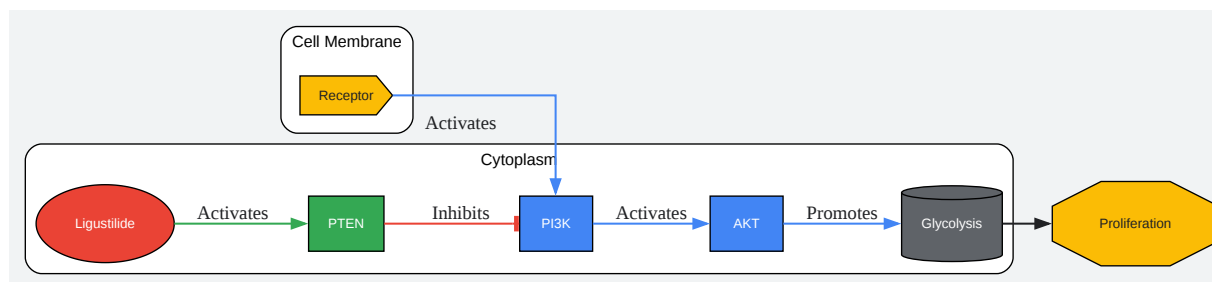 Cell Membrane
Receptor
Activates
Cytoplasm
Ligustilide
Activates
PTEN
Inhibits
PI3K
Activates
AKT
Promotes
Glycolysis
Proliferation